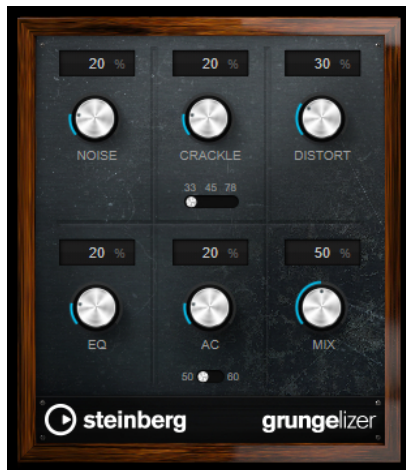 20 % 20 % 30 %
NOISE CRACKLE DISTORT
33 45 78
20 % 20 % 50 %
EQ AC MIX
50 60
steinberg grungelizer